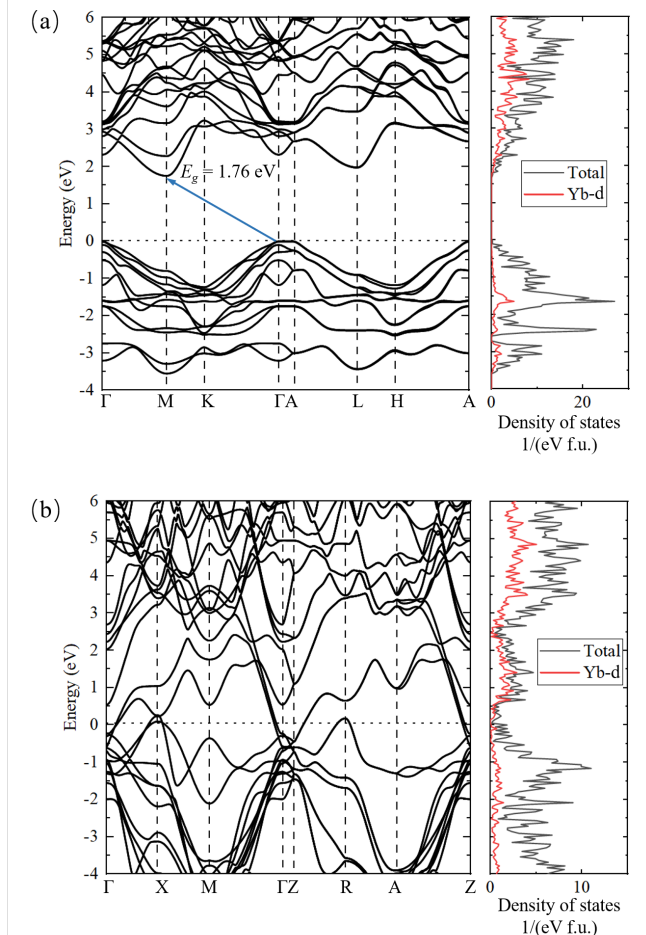 (a)
6
5
4
3
2
1
0
-1
-2
-3
-4
Energy (eV)
E_g = 1.76 eV
Γ M K Γ A L H A
Total
Yb-d
0 20
Density of states
1/(eV f.u.)
(b)
6
5
4
3
2
1
0
-1
-2
-3
-4
Energy (eV)
Γ X M Γ Z R A Z
Total
Yb-d
0 10
Density of states
1/(eV f.u.)